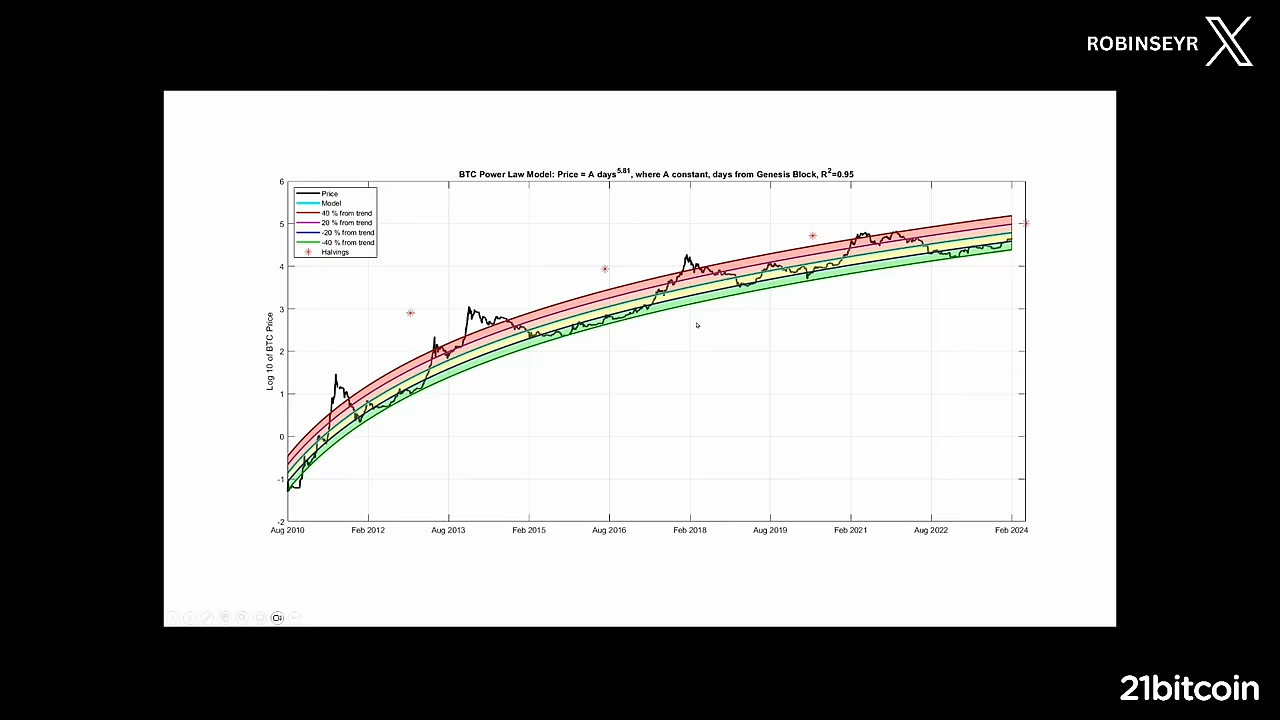 ROBINSEYR X
BTC Power Law Model: Price = A days^5.81, where A constant, days from Genesis Block, R^2=0.95
Price
Model
40 % from trend
20 % from trend
-20 % from trend
-40 % from trend
Halvings
Log 10 of BTC Price
6
5
4
3
2
1
0
-1
-2
Aug 2010 Feb 2012 Aug 2013 Feb 2015 Aug 2016 Feb 2018 Aug 2019 Feb 2021 Aug 2022 Feb 2024
21bitcoin